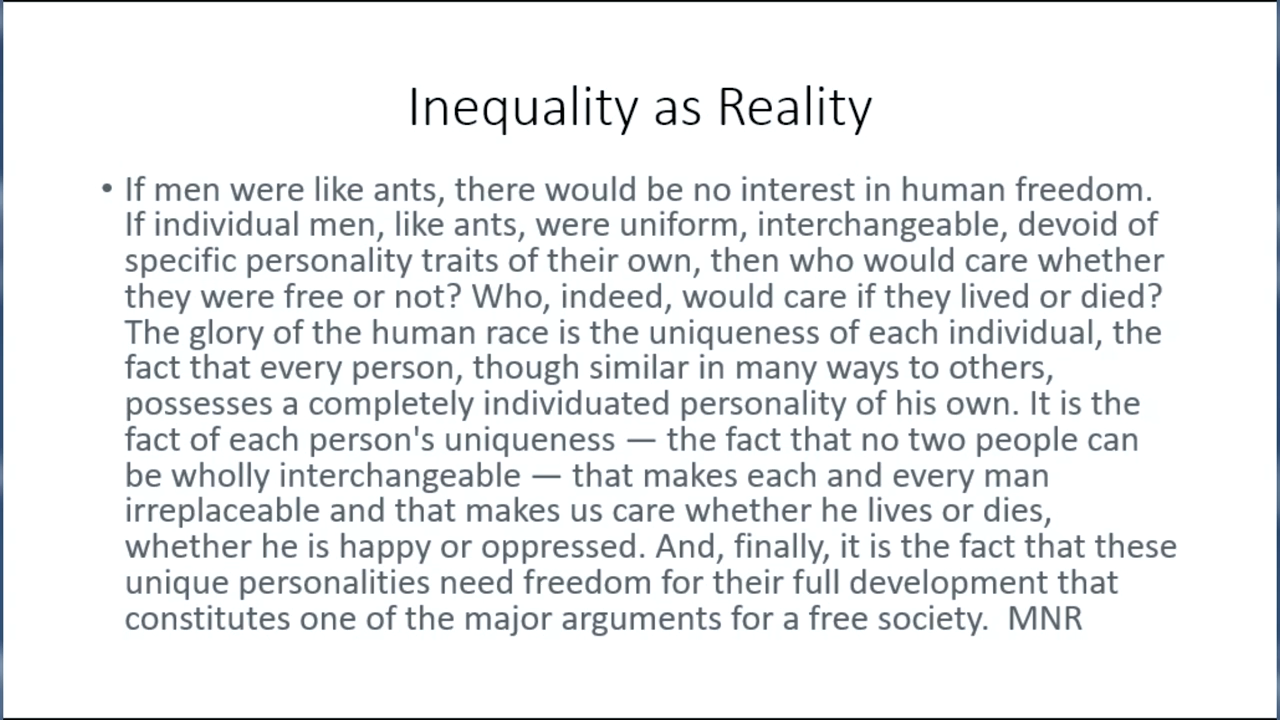 Inequality as Reality
• If men were like ants, there would be no interest in human freedom.
If individual men, like ants, were uniform, interchangeable, devoid of
specific personality traits of their own, then who would care whether
they were free or not? Who, indeed, would care if they lived or died?
The glory of the human race is the uniqueness of each individual, the
fact that every person, though similar in many ways to others,
possesses a completely individuated personality of his own. It is the
fact of each person's uniqueness — the fact that no two people can
be wholly interchangeable — that makes each and every man
irreplaceable and that makes us care whether he lives or dies,
whether he is happy or oppressed. And, finally, it is the fact that these
unique personalities need freedom for their full development that
constitutes one of the major arguments for a free society.  MNR